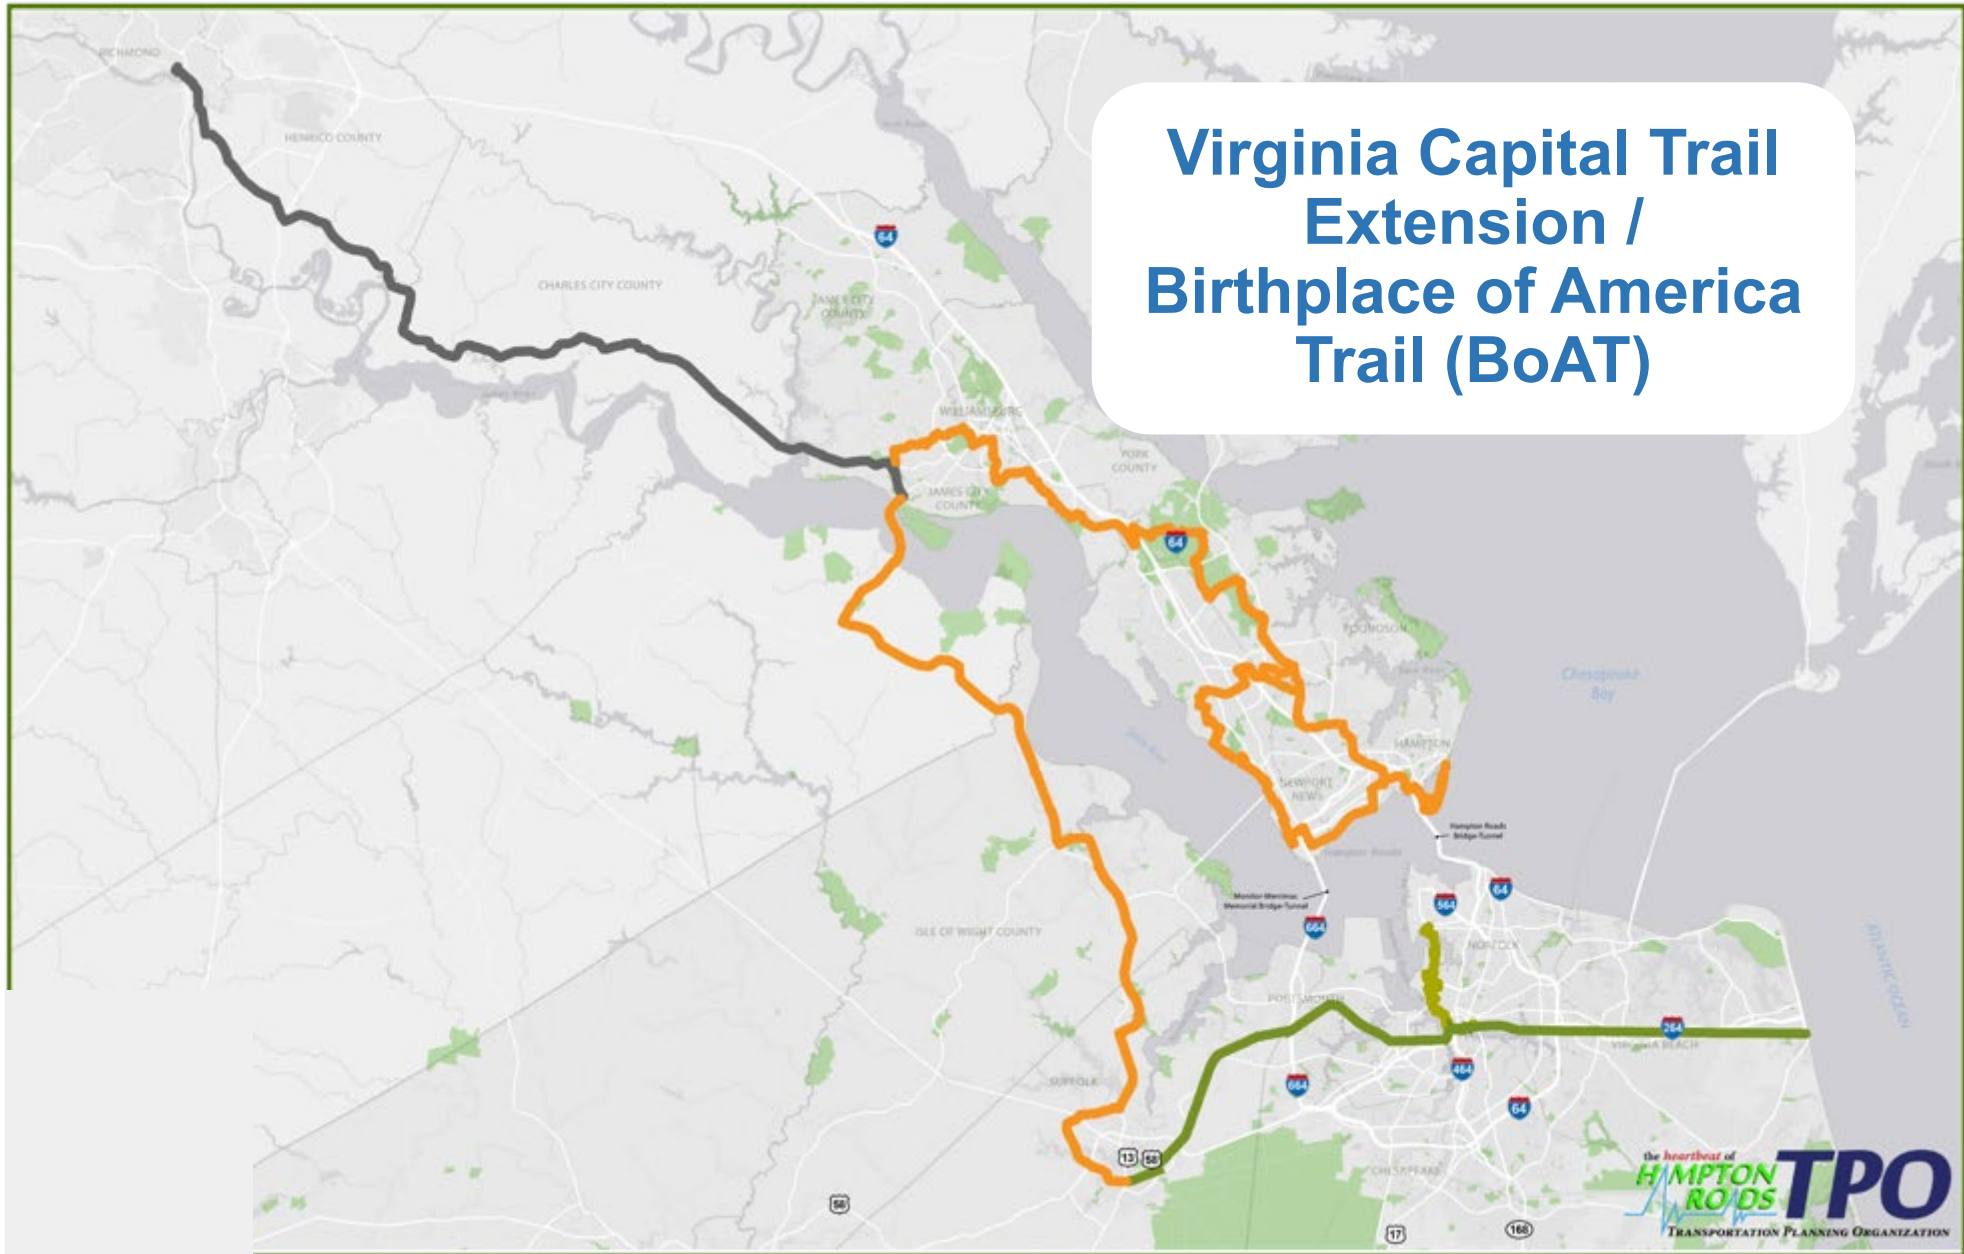 Virginia Capital Trail
Extension /
Birthplace of America
Trail (BoAT)
RICHMOND
HENRICO COUNTY
CHARLES CITY COUNTY
64
JAMES CITY
COUNTY
WILLIAMSBURG
YORK
COUNTY
JAMES CITY
COUNTY
64
POQUOSON
Chesapeake
Bay
HAMPTON
NEWPORT
NEWS
Hampton Roads
Bridge-Tunnel
Hampton Roads
Monitor-Merrimac
Memorial Bridge-Tunnel
64
564
664
ISLE OF WIGHT COUNTY
NORFOLK
ATLANTIC OCEAN
PORTSMOUTH
264
VIRGINIA BEACH
464
664
SUFFOLK
64
13
58
CHESAPEAKE
58
17
168
the heartbeat of
HAMPTON
ROADS
TPO
TRANSPORTATION PLANNING ORGANIZATION